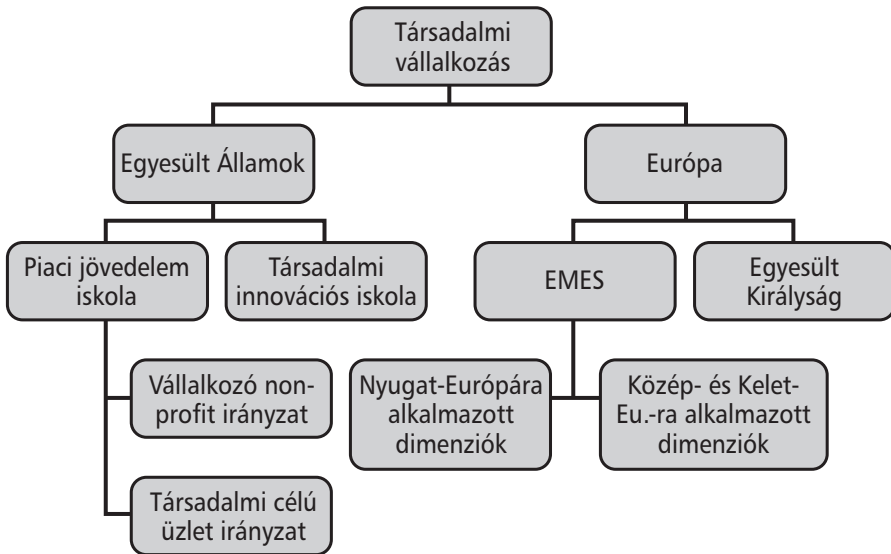 Társadalmi
vállalkozás
Egyesült Államok
Európa
Piaci jövedelem
iskola
Társadalmi
innovációs iskola
EMES
Egyesült
Királyság
Vállalkozó non-
profit irányzat
Nyugat-Európára
alkalmazott
dimenziók
Közép- és Kelet-
Eu.-ra alkalmazott
dimenziók
Társadalmi célú
üzlet irányzat